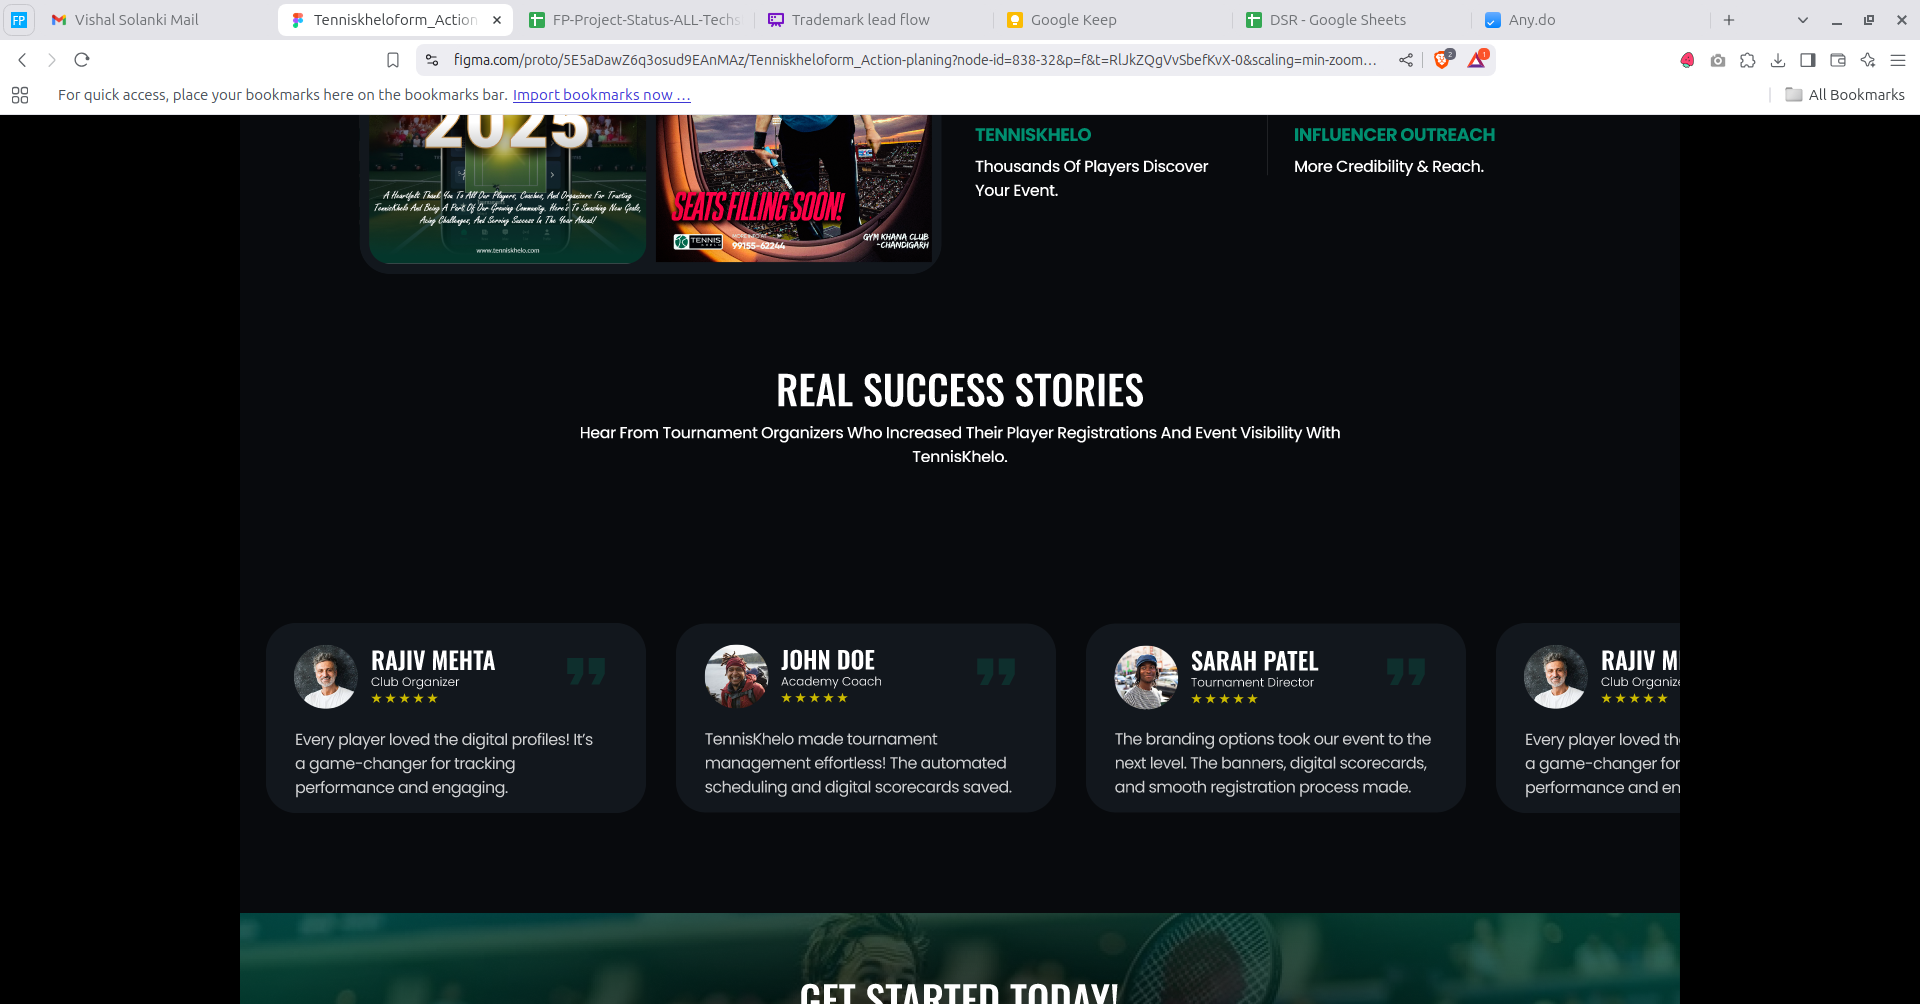 FP
Vishal Solanki Mail
Tenniskheloform_Action
FP-Project-Status-ALL-Techs
Trademark lead flow
Google Keep
DSR - Google Sheets
Any.do
figma.com/proto/5E5aDawZ6q3osud9EAnMAz/Tenniskheloform_Action-planing?node-id=838-32&p=f&t=RlJkZQgVvSbefKvX-0&scaling=min-zoom...
2
1
For quick access, place your bookmarks here on the bookmarks bar. Import bookmarks now ...
All Bookmarks
2025
A Heartfelt Thank You To All Our Players, Coaches, And Organizers For Trusting
TennisKhelo And Being A Part Of Our Growing Community. Here's To Smashing New Goals,
Acing Challenges, And Serving Success In The Year Ahead!
www.tenniskhelo.com
SEATS FILLING SOON!
TENNIS
99155-62244
GYM KHANA CLUB
-CHANDIGARH
TENNISKHELO
Thousands Of Players Discover
Your Event.
INFLUENCER OUTREACH
More Credibility & Reach.
REAL SUCCESS STORIES
Hear From Tournament Organizers Who Increased Their Player Registrations And Event Visibility With
TennisKhelo.
RAJIV MEHTA
Club Organizer
★★★★★
Every player loved the digital profiles! It's
a game-changer for tracking
performance and engaging.
JOHN DOE
Academy Coach
★★★★★
TennisKhelo made tournament
management effortless! The automated
scheduling and digital scorecards saved.
SARAH PATEL
Tournament Director
★★★★★
The branding options took our event to the
next level. The banners, digital scorecards,
and smooth registration process made.
RAJIV M
Club Organize
★★★★★
Every player loved the
a game-changer for
performance and en
GET STARTED TODAY!